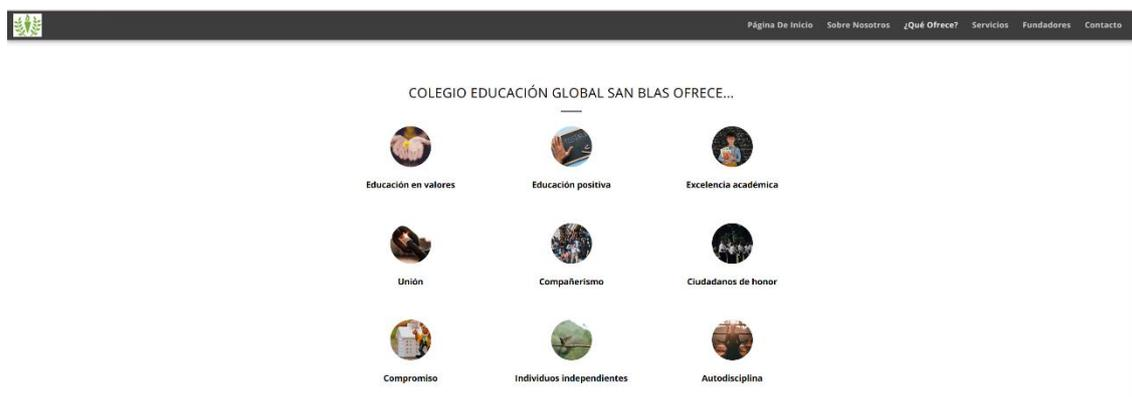 Página De Inicio Sobre Nosotros ¿Qué Ofrece? Servicios Fundadores Contacto
COLEGIO EDUCACIÓN GLOBAL SAN BLAS OFRECE...
Educación en valores Educación positiva Excelencia académica
Unión Compañerismo Ciudadanos de honor
Compromiso Individuos independientes Autodisciplina